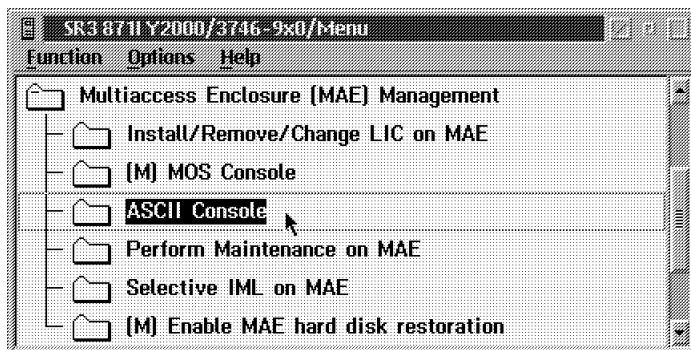 SR3 871I Y2000/3746-9x0/Menu
Function Options Help
Multiaccess Enclosure (MAE) Management
Install/Remove/Change LIC on MAE
(M) MOS Console
ASCII Console
Perform Maintenance on MAE
Selective IML on MAE
(M) Enable MAE hard disk restoration